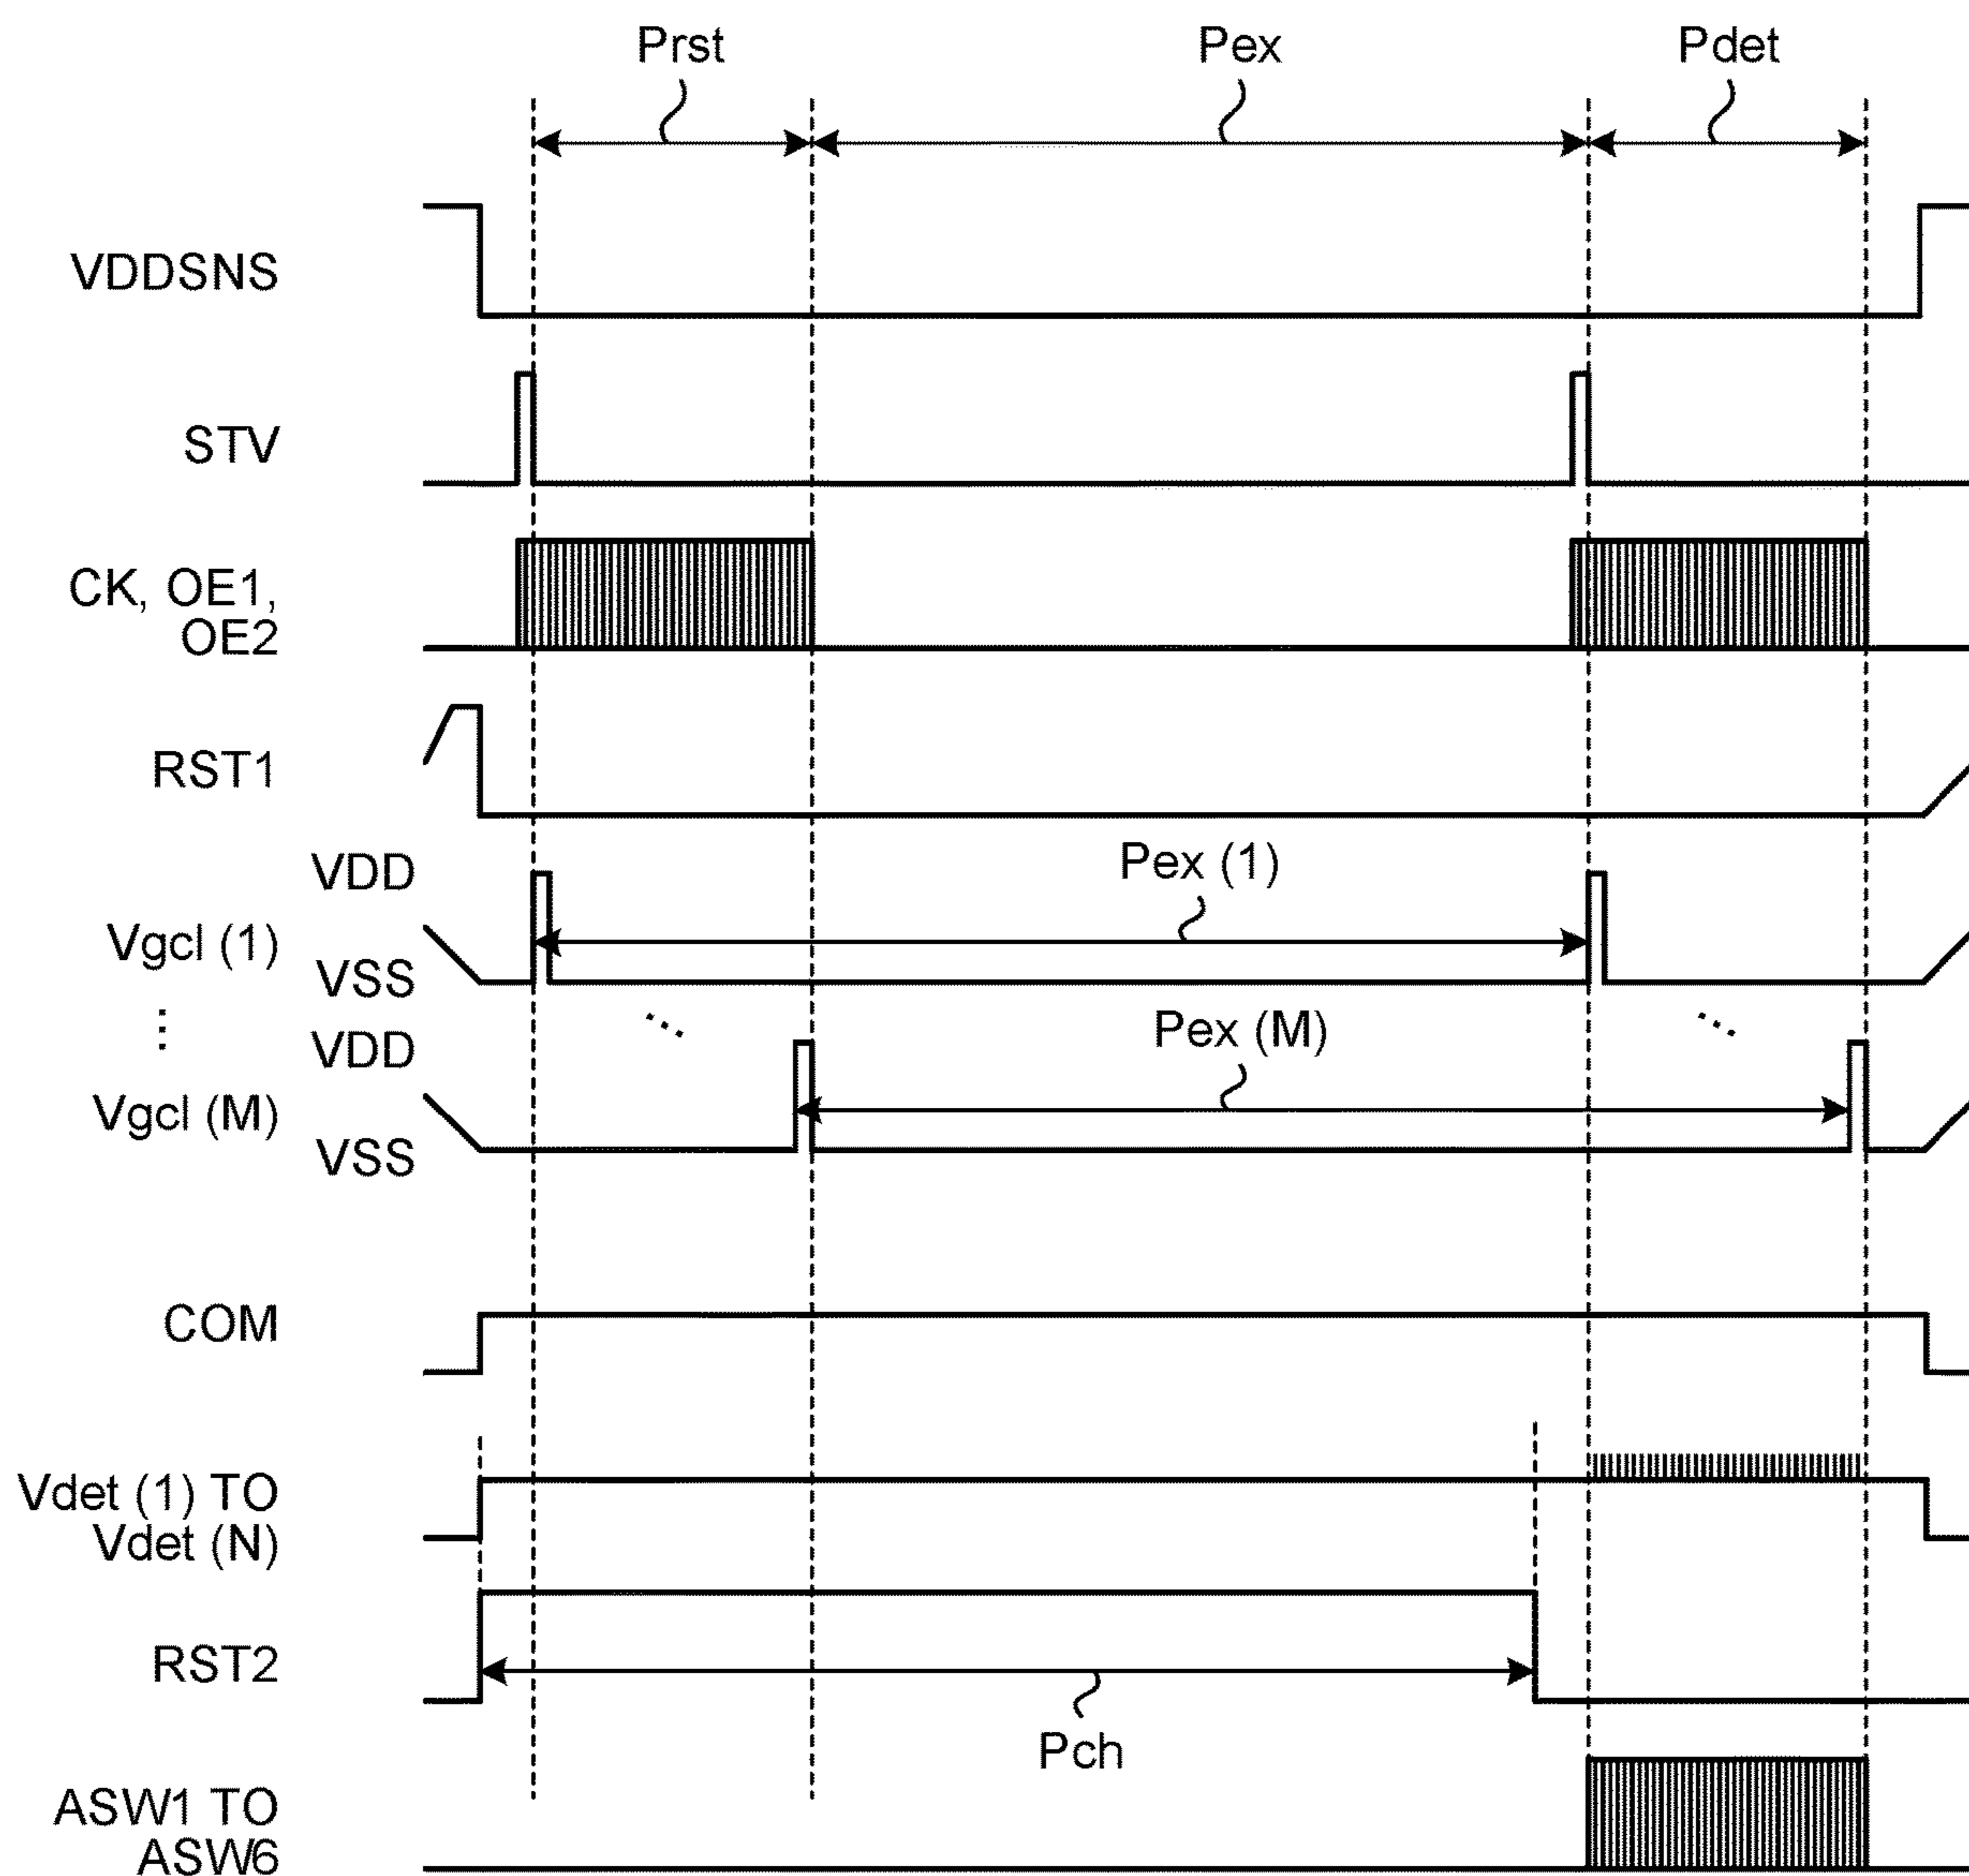 Prst
Pex
Pdet
VDDSNS
STV
CK, OE1,
OE2
RST1
VDD
Pex (1)
Vgcl (1)
VSS
⋮
⋱
⋱
VDD
Pex (M)
Vgcl (M)
VSS
COM
Vdet (1) TO
Vdet (N)
RST2
Pch
ASW1 TO
ASW6